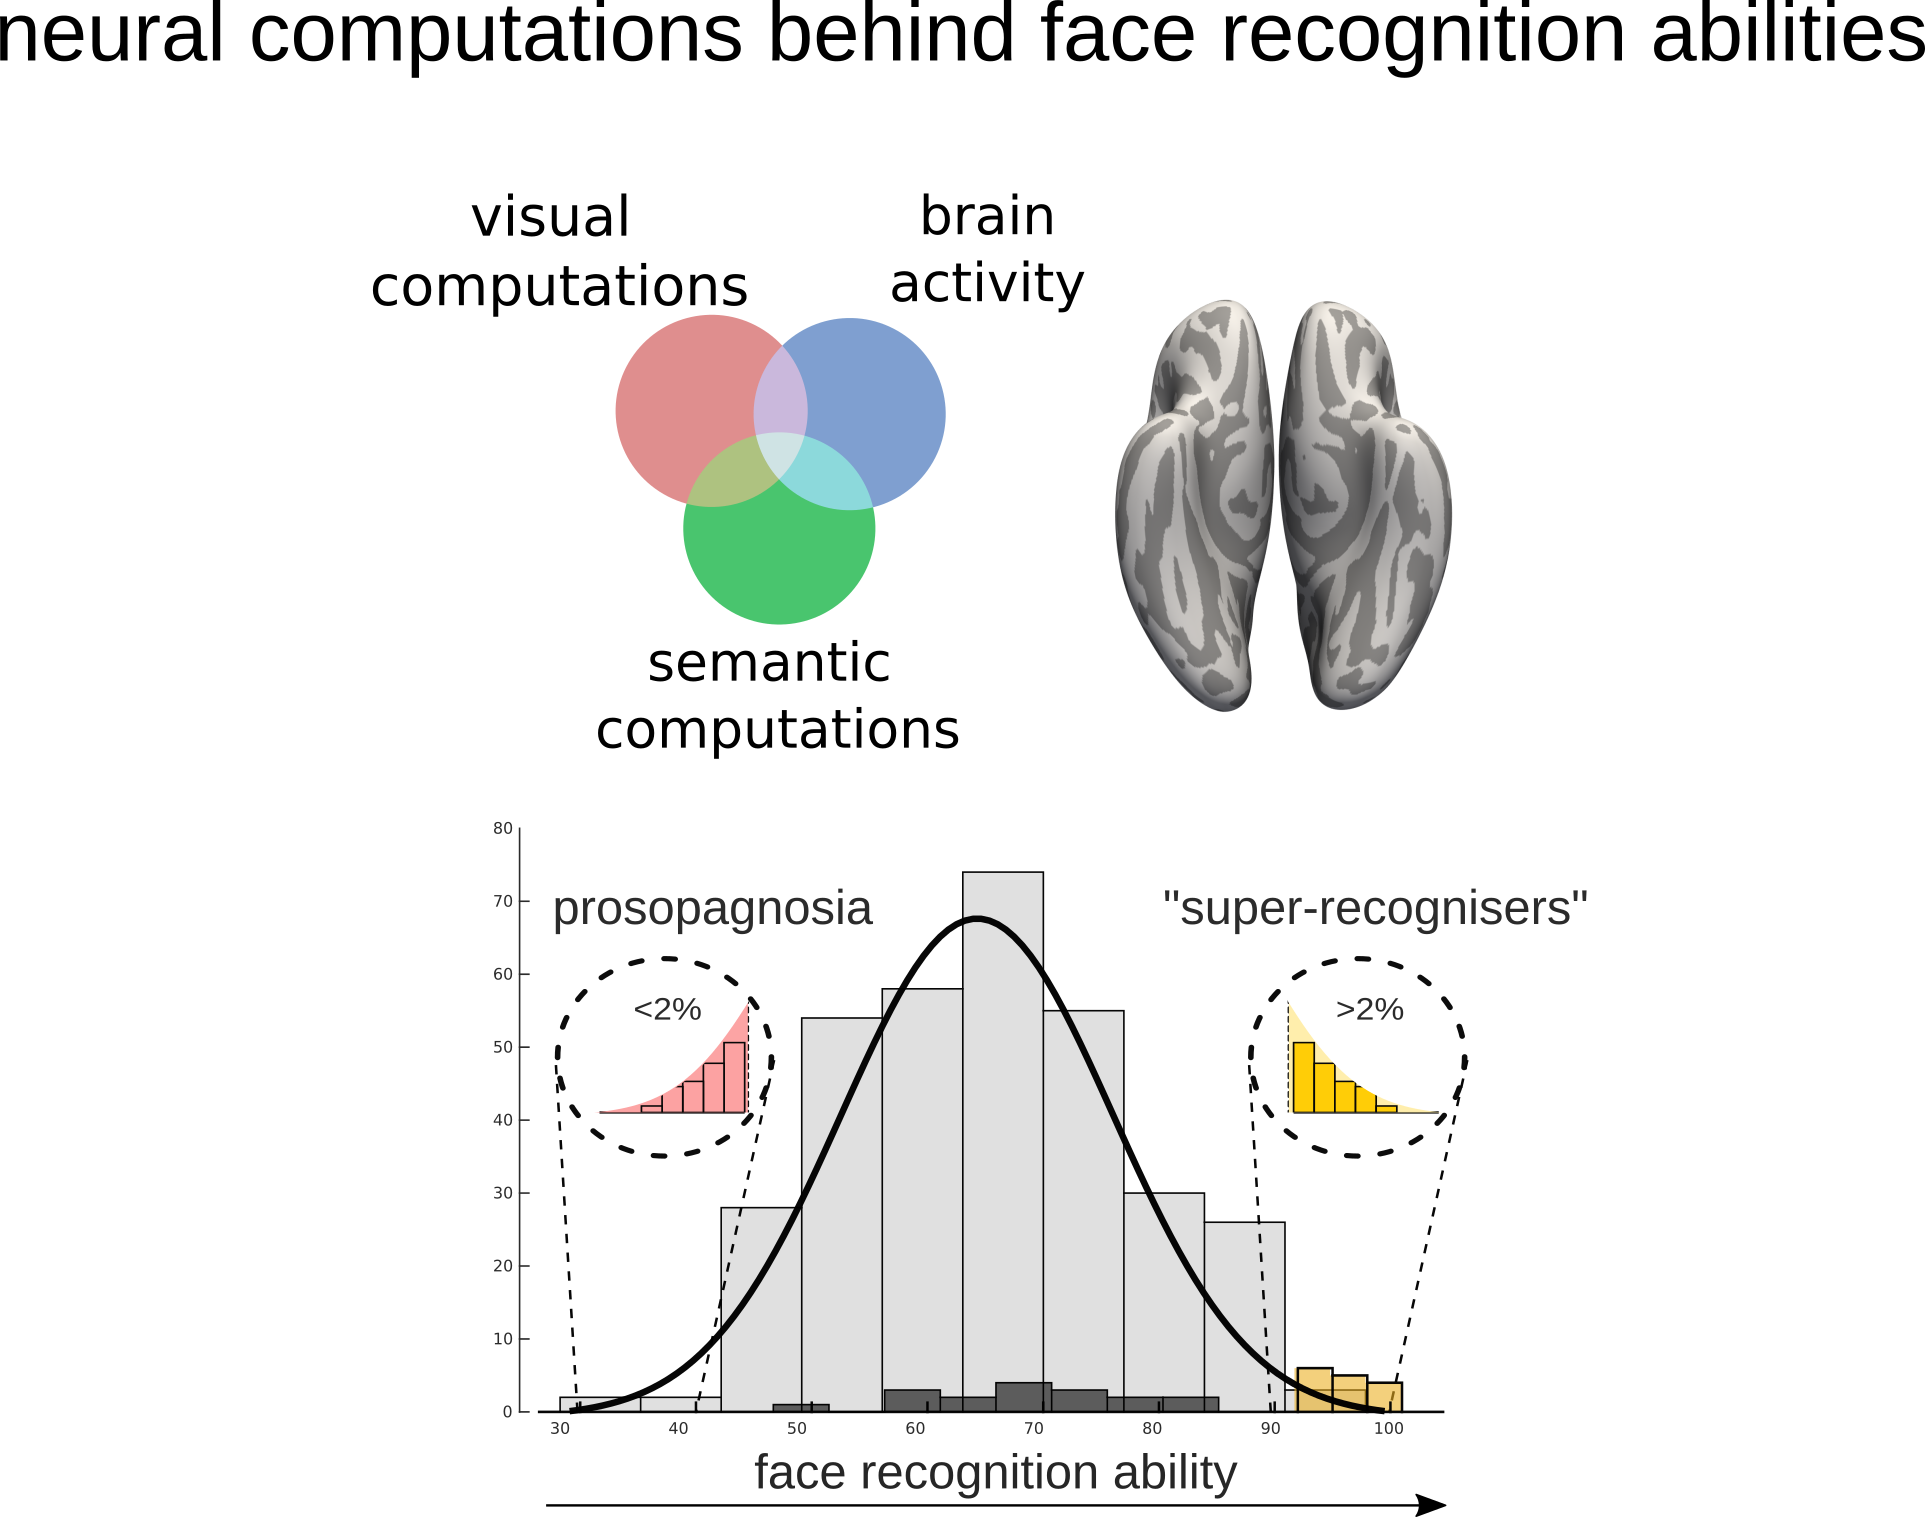 neural computations behind face recognition abilities
visual
computations
brain
activity
semantic
computations
80
70
60
50
40
30
20
10
0
prosopagnosia
"super-recognisers"
<2%
>2%
30 40 50 60 70 80 90 100
face recognition ability